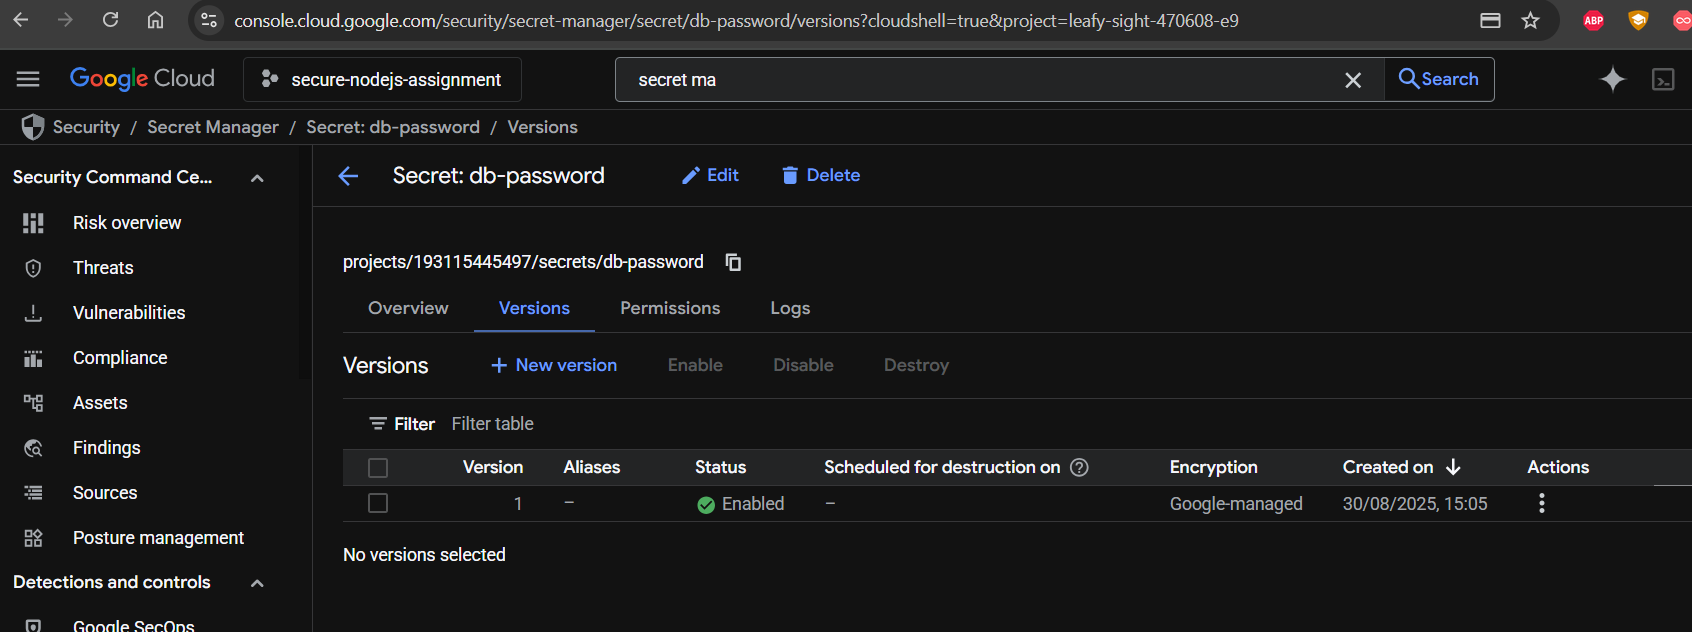 console.cloud.google.com/security/secret-manager/secret/db-password/versions?cloudshell=true&project=leafy-sight-470608-e9
ABP
Google Cloud
secure-nodejs-assignment
secret ma
Search
Security / Secret Manager / Secret: db-password / Versions
Security Command Ce...
Risk overview
Threats
Vulnerabilities
Compliance
Assets
Findings
Sources
Posture management
Detections and controls
Google SecOps
Secret: db-password
Edit
Delete
projects/193115445497/secrets/db-password
Overview
Versions
Permissions
Logs
Versions
+ New version
Enable
Disable
Destroy
Filter Filter table
Version Aliases Status Scheduled for destruction on Encryption Created on Actions
1 – Enabled – Google-managed 30/08/2025, 15:05
No versions selected